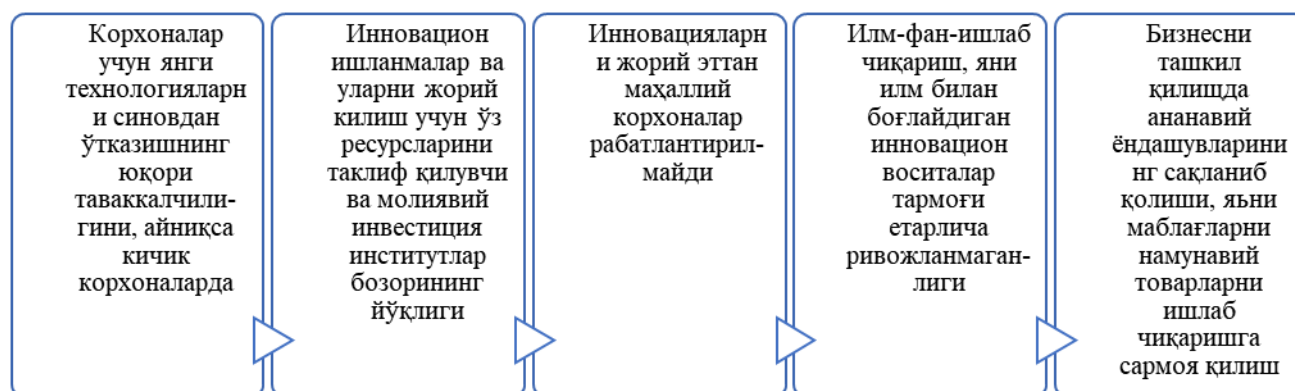 Корхоналар
учун янги
технологиялaрн
и синовдан
ўтказишнинг
юқори
таваккалчили-
гини, айниқса
кичик
корхоналарда
Инновацион
ишланмалар ва
уларни жорий
килиш учун ўз
ресурсларини
таклиф қилувчи
ва молиявий
инвестиция
институтлар
бозорининг
йўқлиги
Инновацияларн
и жорий эттан
маҳаллий
корхоналар
рабатлантирил-
майди
Илм-фан-ишлаб
чиқариш, яни
илм билан
боғлайдиган
инновацион
воситалар
тармоғи
етарлича
ривожланмаган-
лиги
Бизнесни
ташкил
қилишда
ананавий
ёндашувларини
нг сақланиб
қолиши, яьни
маблағларни
намунавий
товарларни
ишлаб
чиқаришга
сармоя қилиш